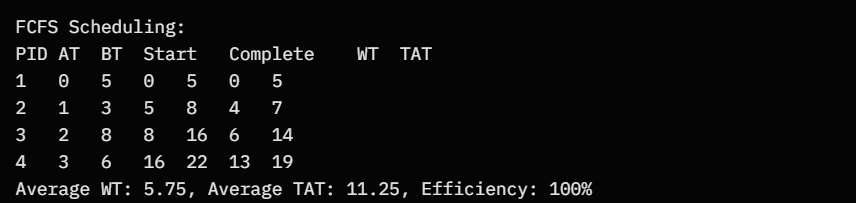 FCFS Scheduling:
PID AT  BT  Start   Complete    WT  TAT
1   0   5   0   5   0   5
2   1   3   5   8   4   7
3   2   8   8   16  6   14
4   3   6   16  22  13  19
Average WT: 5.75, Average TAT: 11.25, Efficiency: 100%